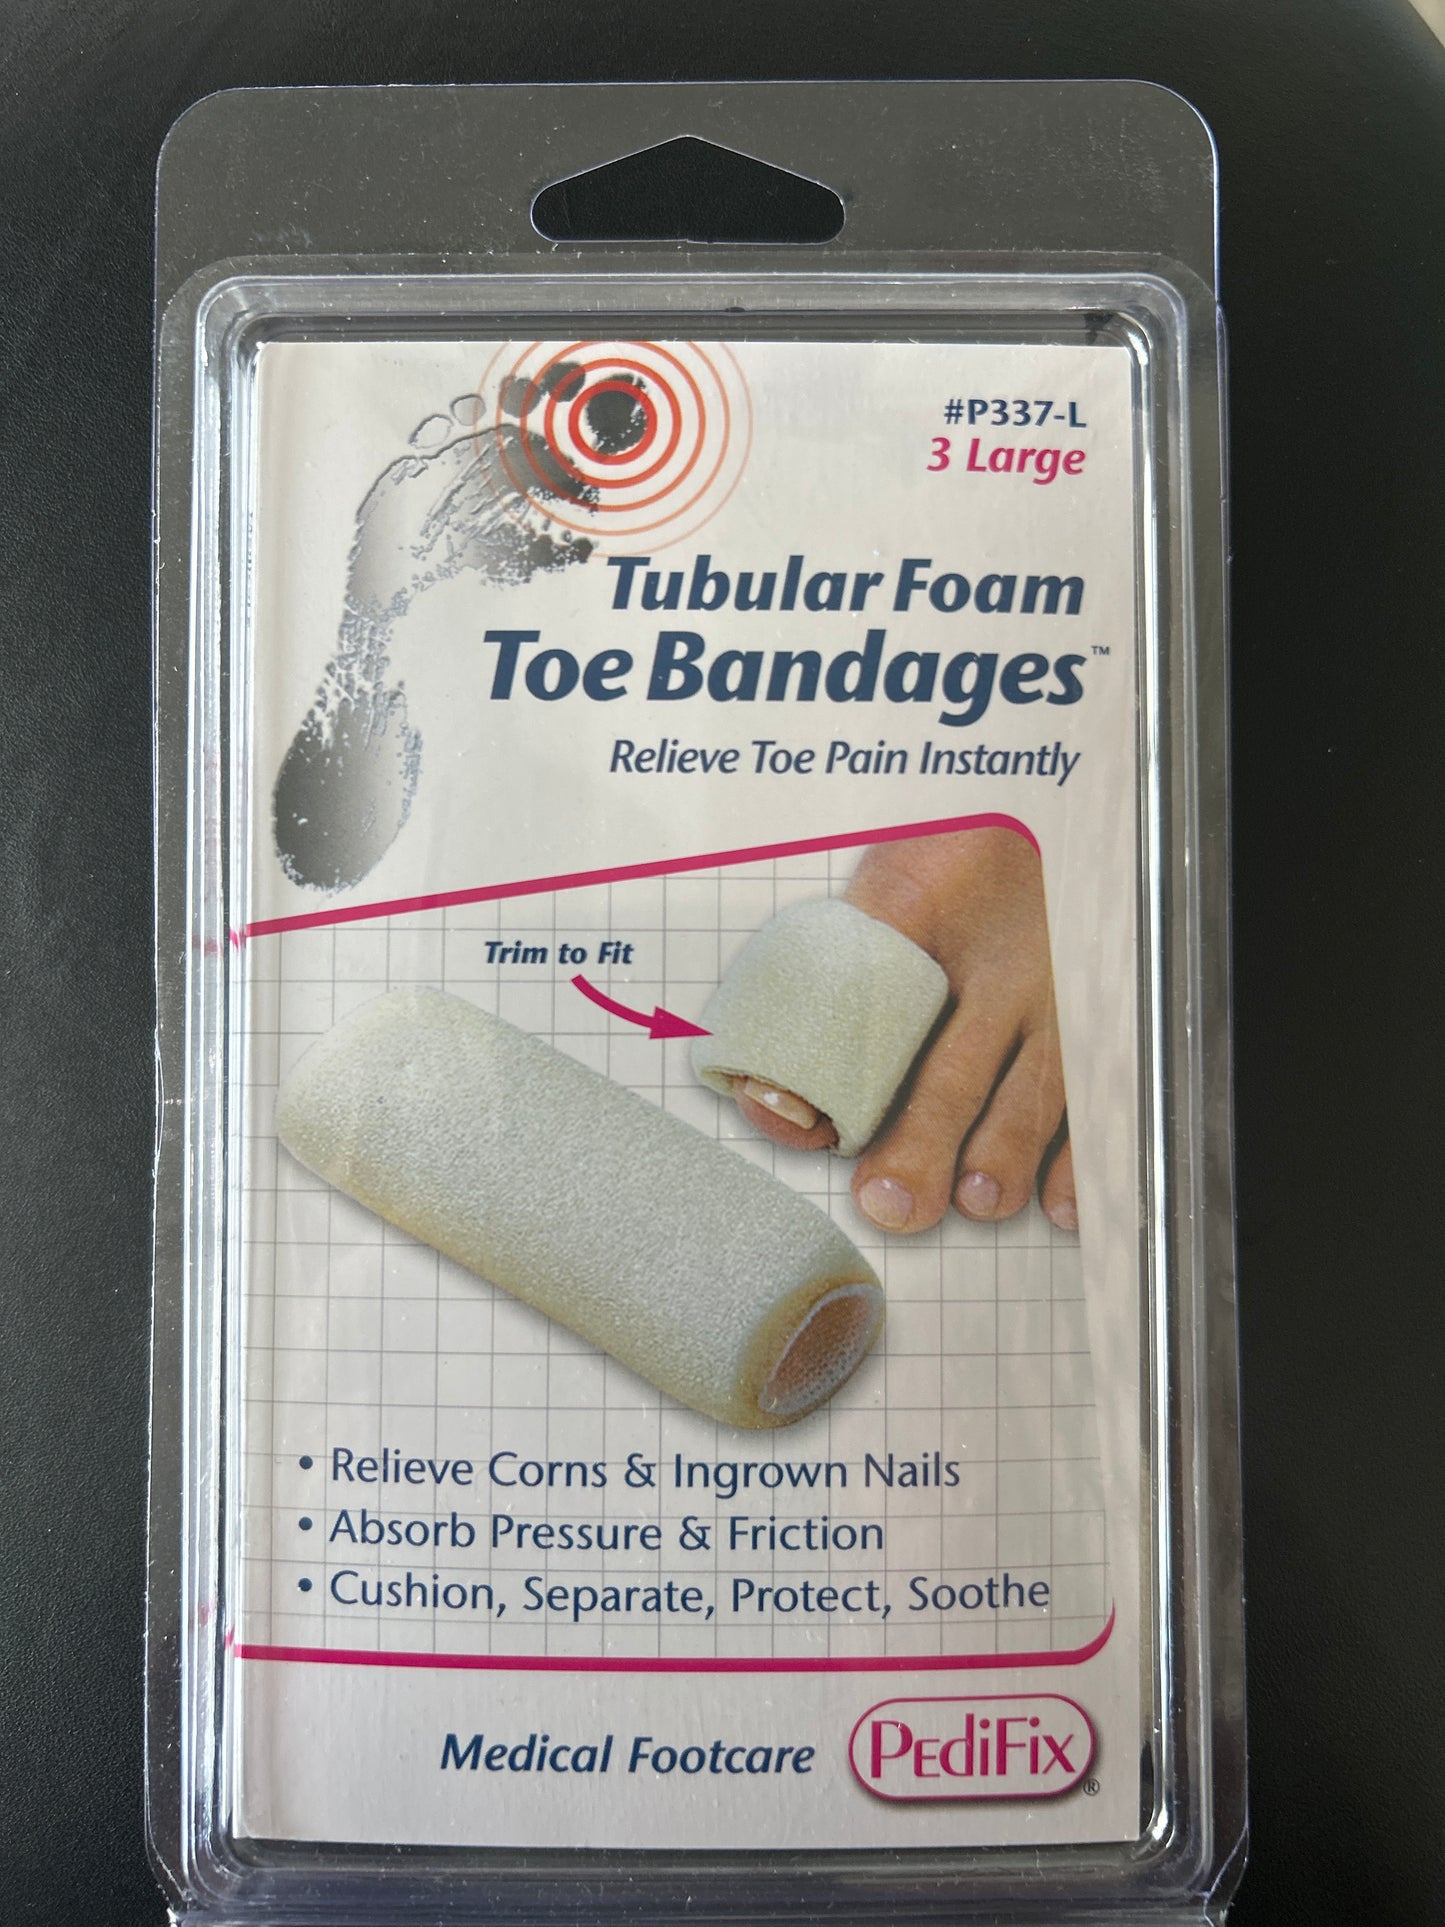 #P337-L
3 Large
Tubular Foam
Toe Bandages™
Relieve Toe Pain Instantly
Trim to Fit
• Relieve Corns & Ingrown Nails
• Absorb Pressure & Friction
• Cushion, Separate, Protect, Soothe
Medical Footcare
PEDIFIX®